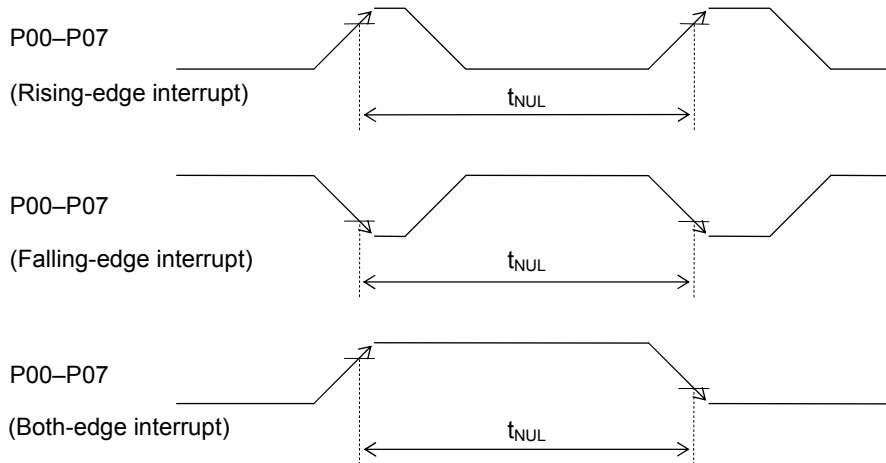 P00–P07
(Rising-edge interrupt)
tNUL
P00–P07
(Falling-edge interrupt)
tNUL
P00–P07
(Both-edge interrupt)
tNUL